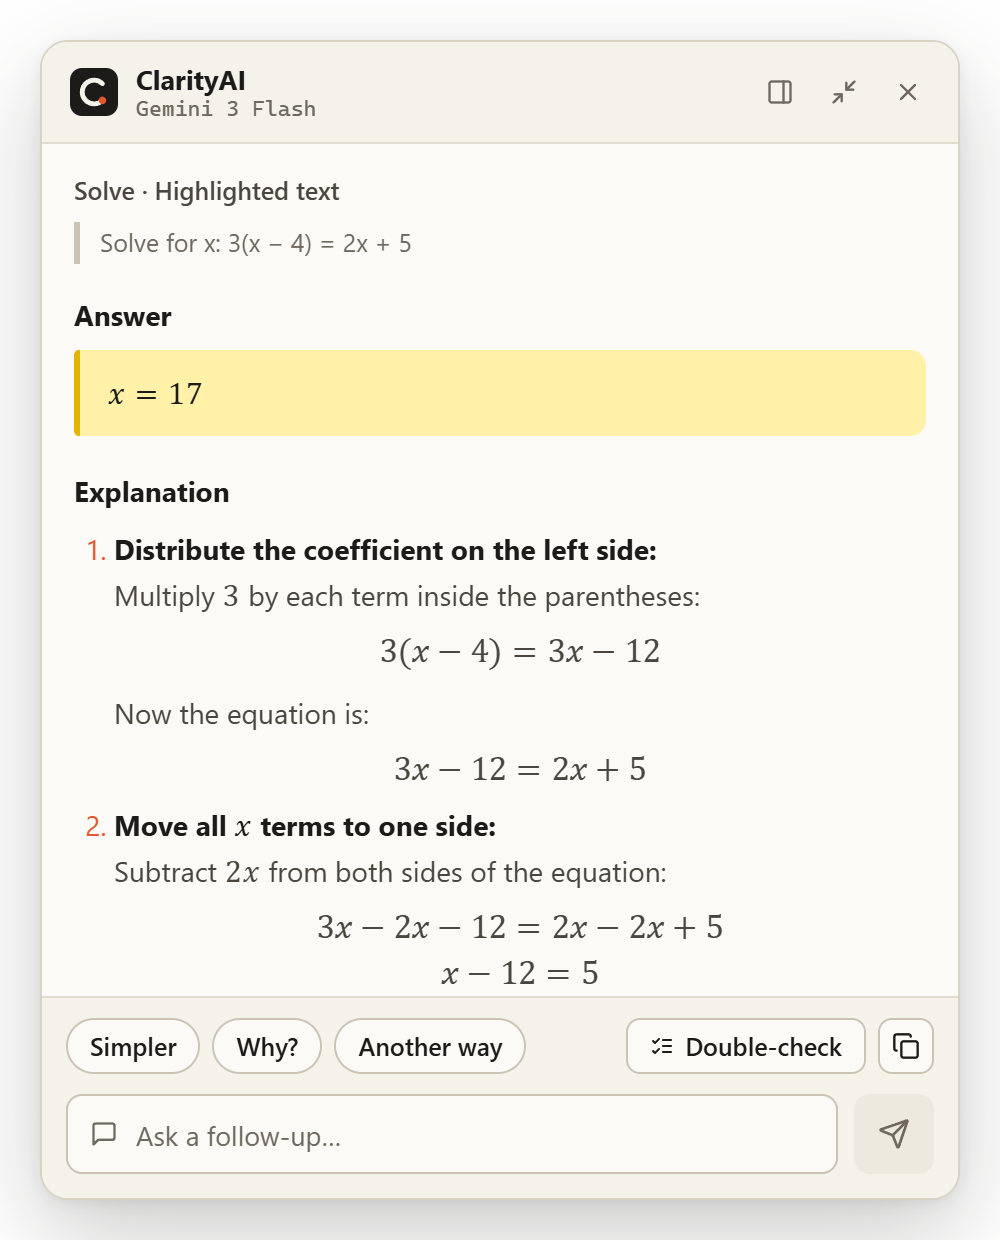 ClarityAI
Gemini 3 Flash
Solve · Highlighted text
Solve for x: 3(x − 4) = 2x + 5
Answer
x = 17
Explanation
1. Distribute the coefficient on the left side:
Multiply 3 by each term inside the parentheses:
3(x − 4) = 3x − 12
Now the equation is:
3x − 12 = 2x + 5
2. Move all x terms to one side:
Subtract 2x from both sides of the equation:
3x − 2x − 12 = 2x − 2x + 5
x − 12 = 5
Simpler Why? Another way Double-check
Ask a follow-up...